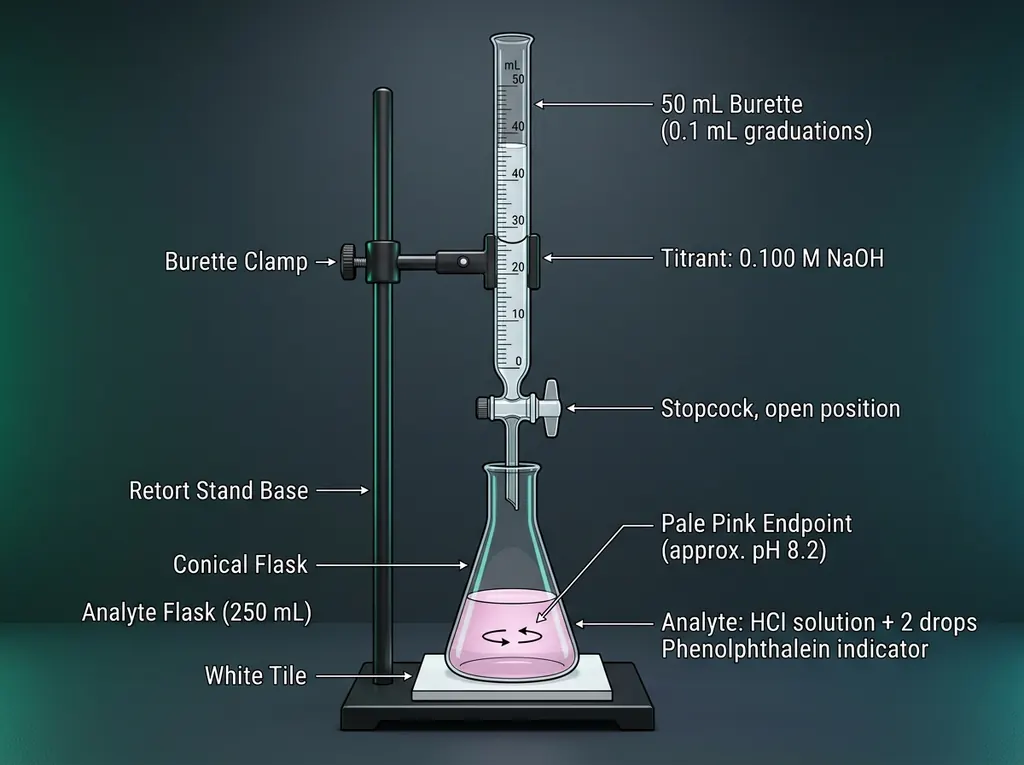 mL
50
40
40
30
20
10
0
50 mL Burette
(0.1 mL graduations)
Burette Clamp
Titrant: 0.100 M NaOH
Stopcock, open position
Retort Stand Base
Pale Pink Endpoint
(approx. pH 8.2)
Conical Flask
Analyte Flask (250 mL)
Analyte: HCl solution + 2 drops
Phenolphthalein indicator
White Tile